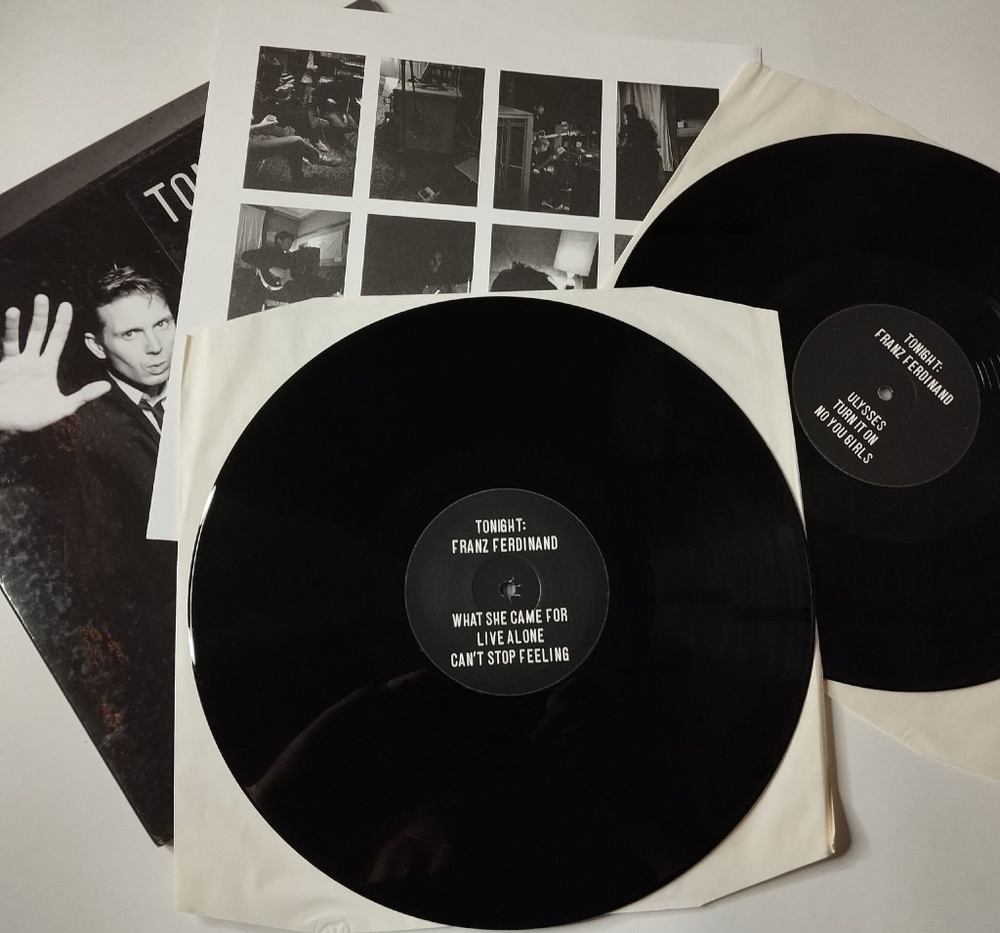 TO
TONIGHT:
FRANZ FERDINAND
ULYSSES
TURN IT ON
NO YOU GIRLS
TONIGHT:
FRANZ FERDINAND
WHAT SHE CAME FOR
LIVE ALONE
CAN'T STOP FEELING